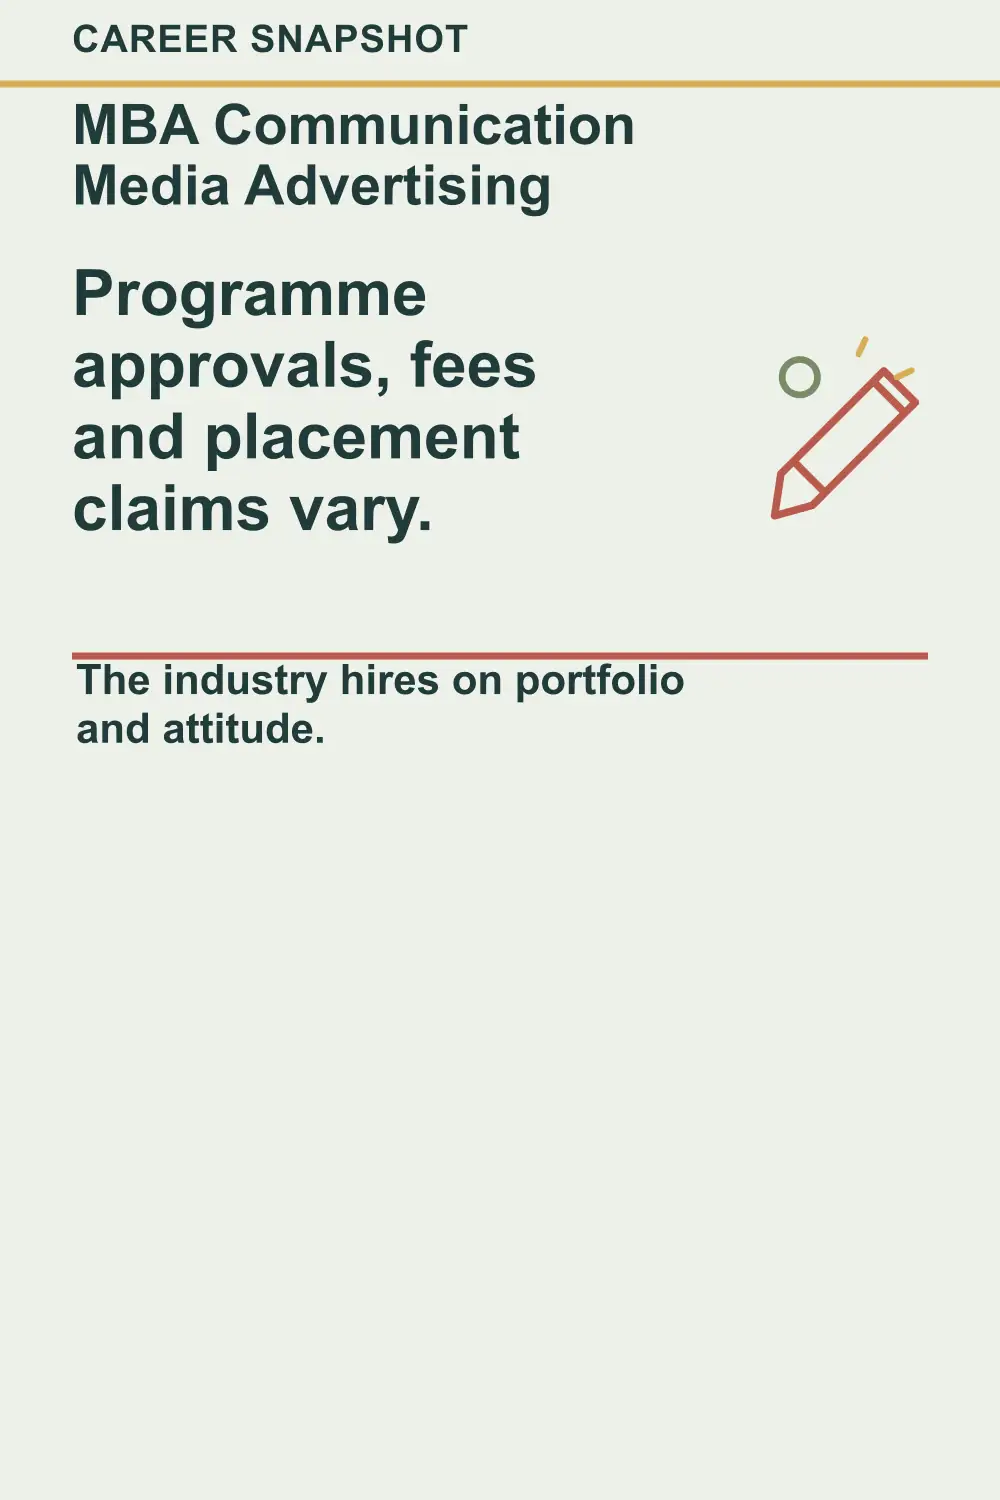 CAREER SNAPSHOT
MBA Communication
Media Advertising
Programme
approvals, fees
and placement
claims vary.
The industry hires on portfolio
and attitude.